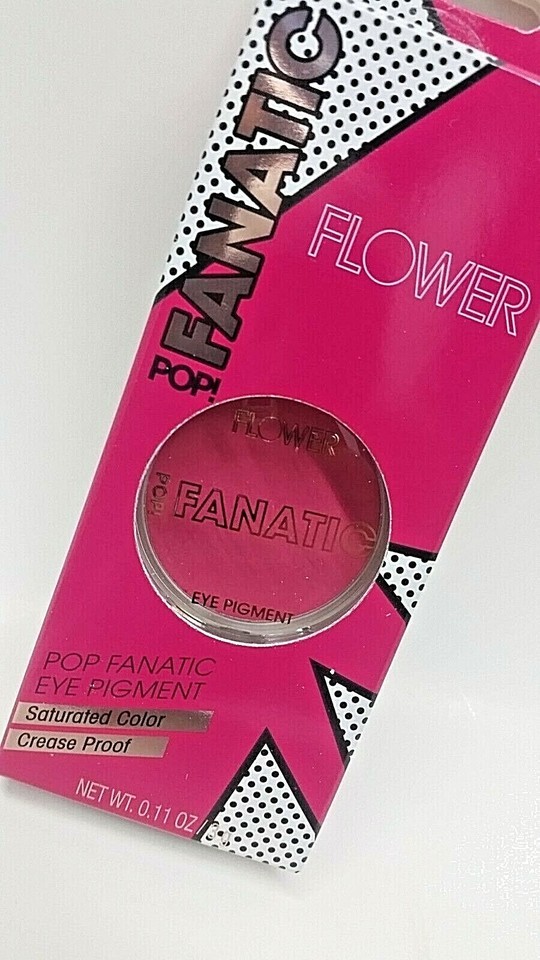 POP! FANATIC
FLOWER
FLOWER
POP! FANATIC
EYE PIGMENT
POP FANATIC
EYE PIGMENT
Saturated Color
Crease Proof
NET WT. 0.11 OZ / 3 g